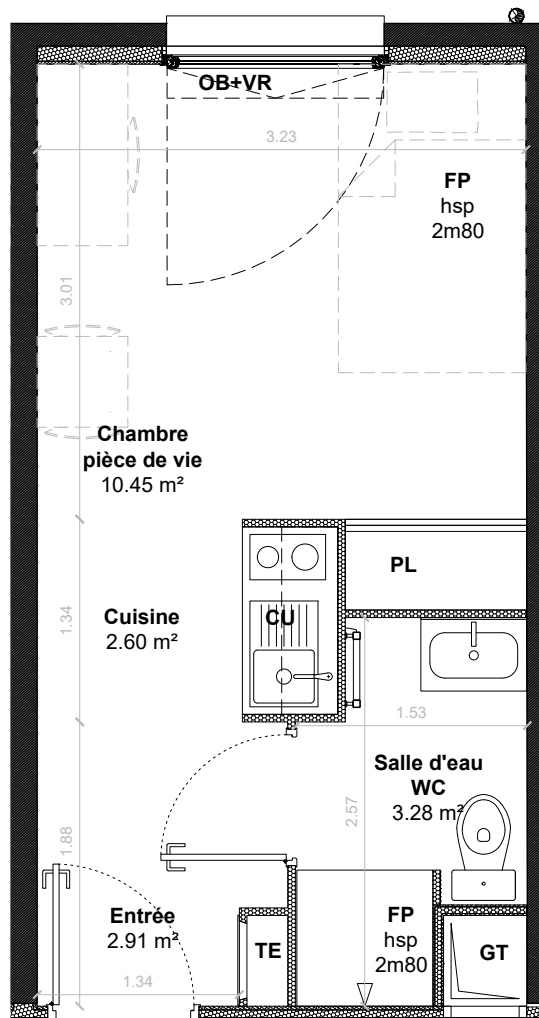 OB+VR
3.23
FP
hsp
2m80
3.01
Chambre
pièce de vie
10.45 m²
PL
1.34
Cuisine
2.60 m²
CU
1.53
Salle d'eau
WC
3.28 m²
2.57
1.88
Entrée
2.91 m²
TE
FP
hsp
2m80
GT
1.34